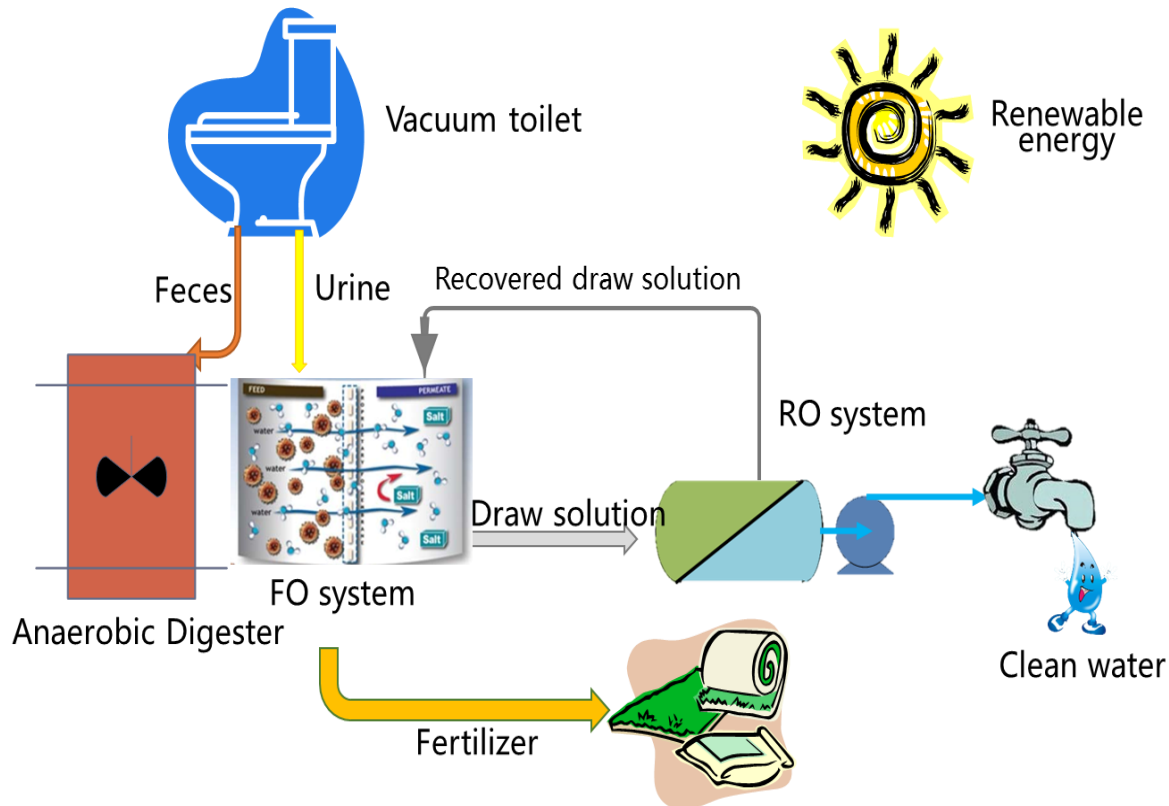 Vacuum toilet
Renewable
energy
Feces
Urine
Recovered draw solution
FEED
PERMEATE
Salt
water
water
Salt
water
Salt
RO system
Draw solution
FO system
Anaerobic Digester
Clean water
Fertilizer